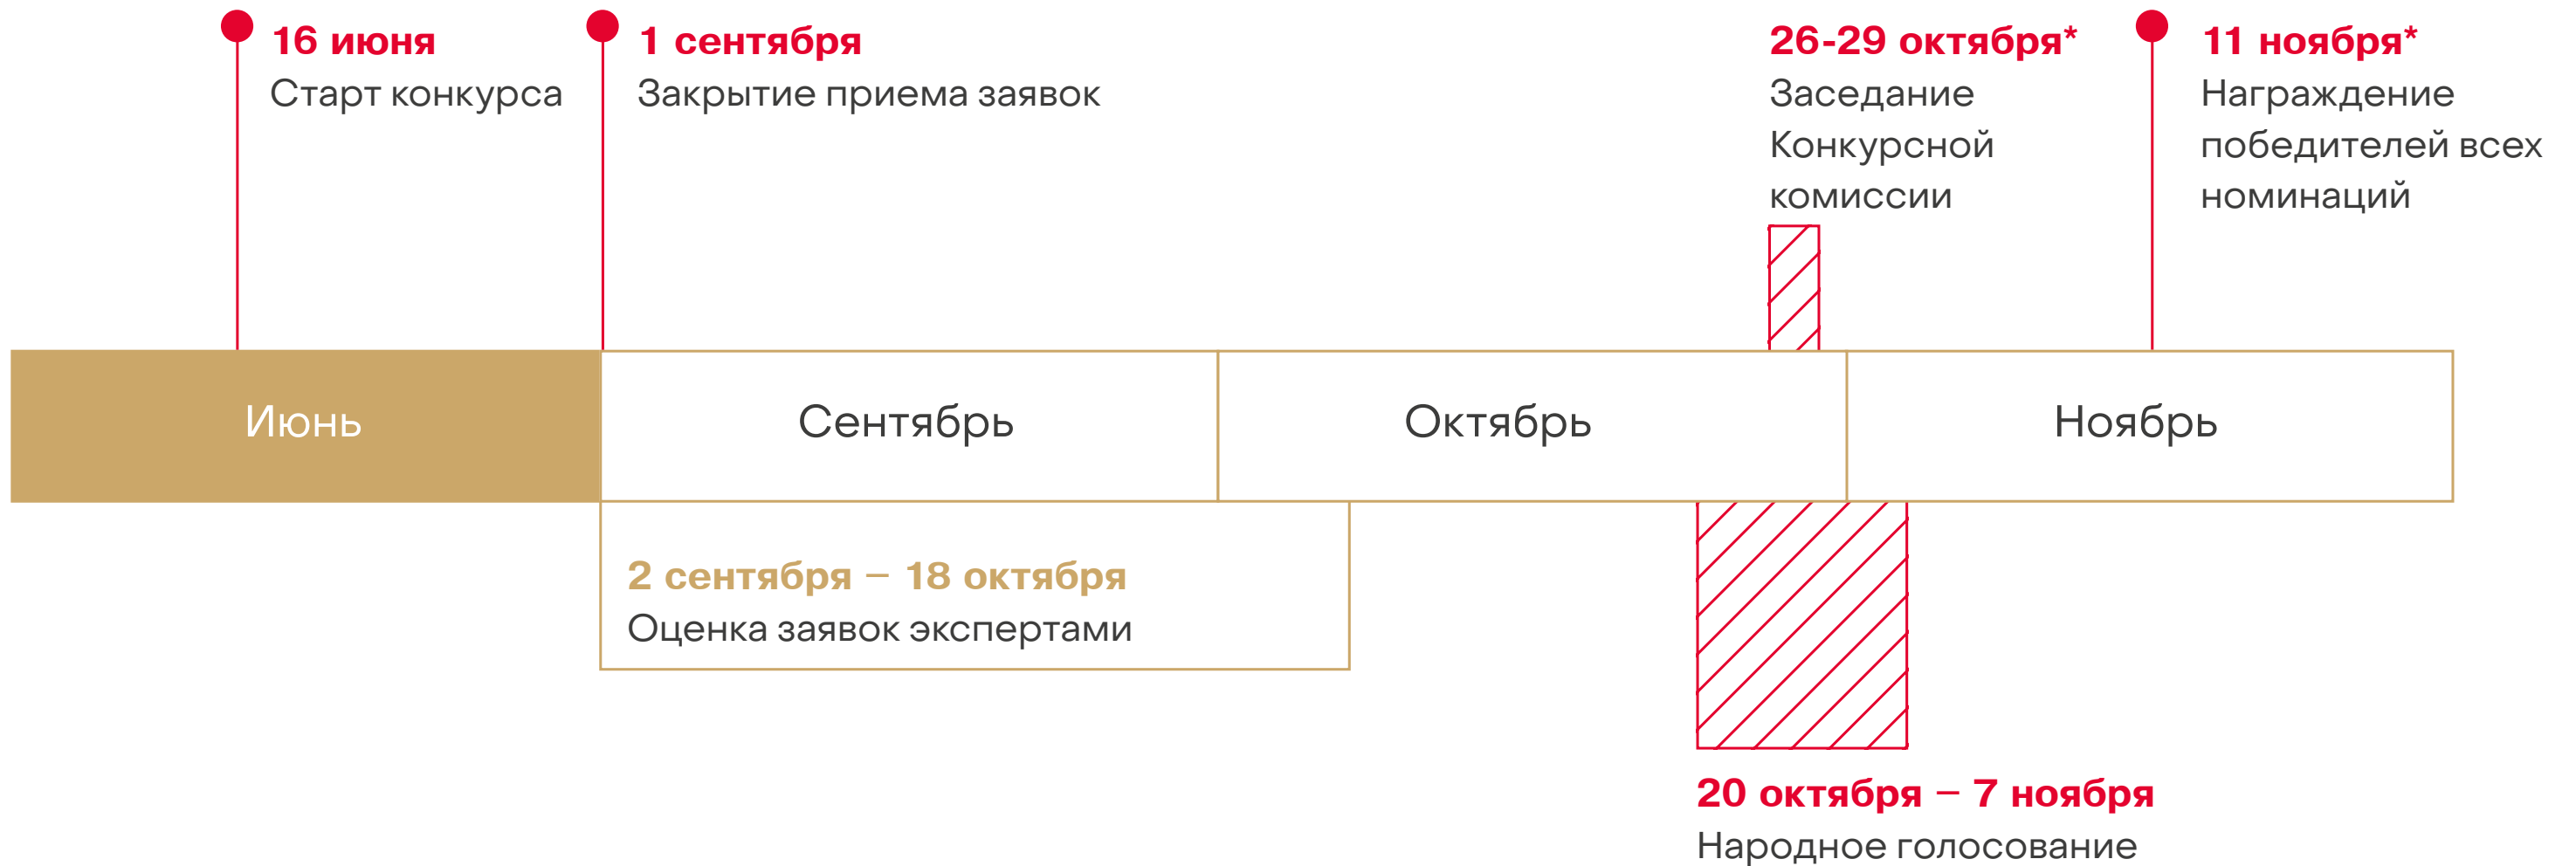 16 июня
Старт конкурса
1 сентября
Закрытие приема заявок
26-29 октября*
Заседание
Конкурсной
комиссии
11 ноября*
Награждение
победителей всех
номинаций
Июнь
Сентябрь
Октябрь
Ноябрь
2 сентября – 18 октября
Оценка заявок экспертами
20 октября – 7 ноября
Народное голосование